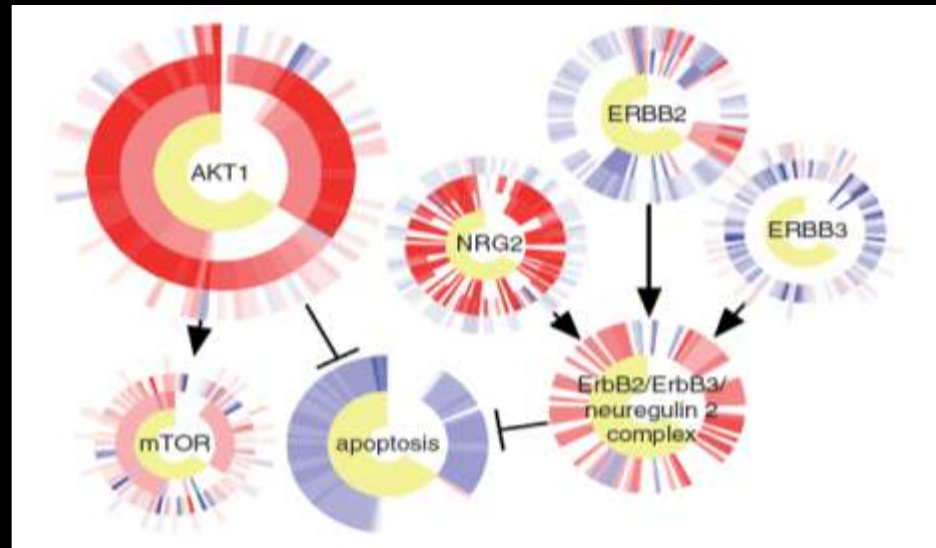 AKT1
ERBB2
NRG2
ERBB3
mTOR
apoptosis
ErbB2/ErbB3/
neuregulin 2
complex